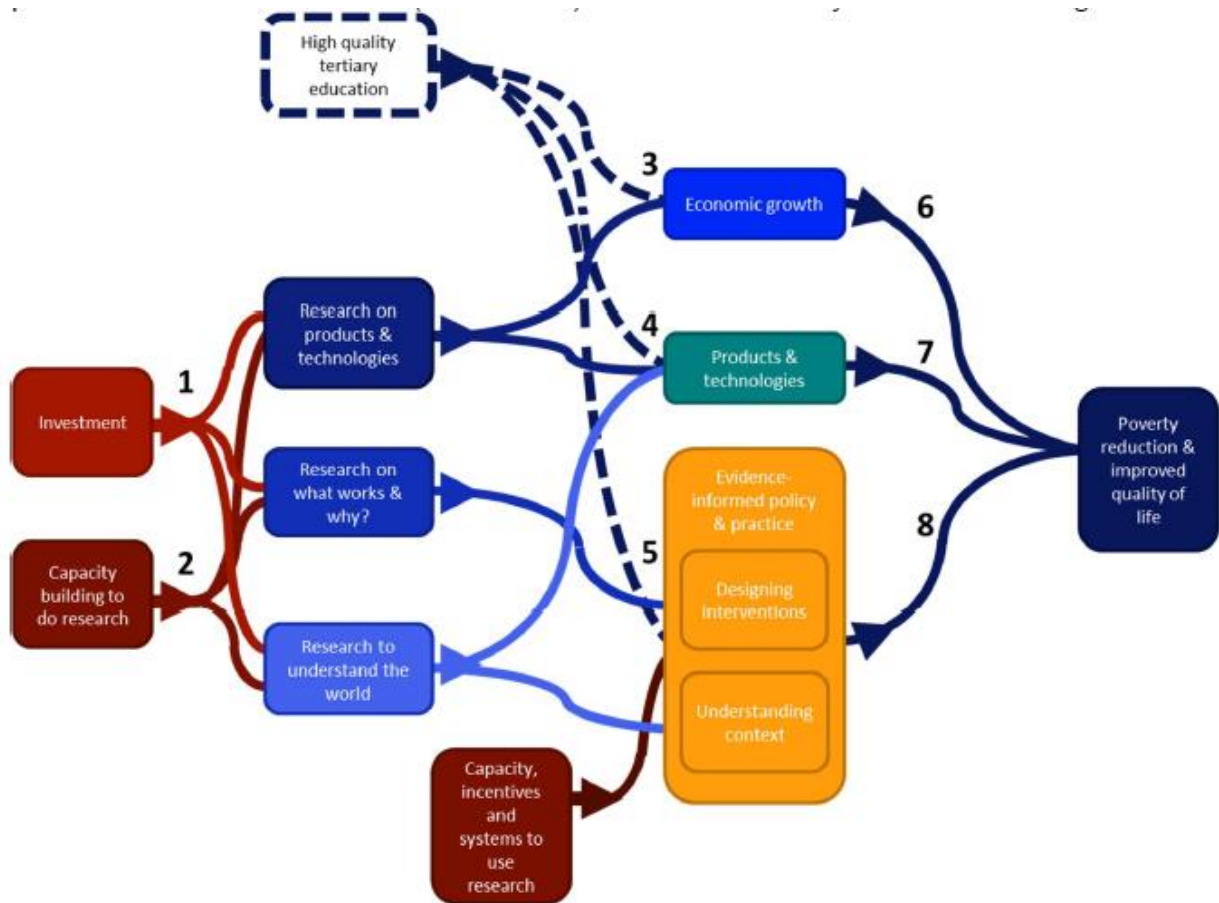 High quality
tertiary
education
3
Economic growth
6
Research on
products &
technologies
4
Products &
technologies
7
1
Investment
Poverty
reduction &
improved
quality of
life
Research on
what works &
why?
Evidence-
informed policy
& practice
8
5
2
Capacity
building to
do research
Designing
interventions
Research to
understand the
world
Understanding
context
Capacity,
incentives
and
systems to
use
research